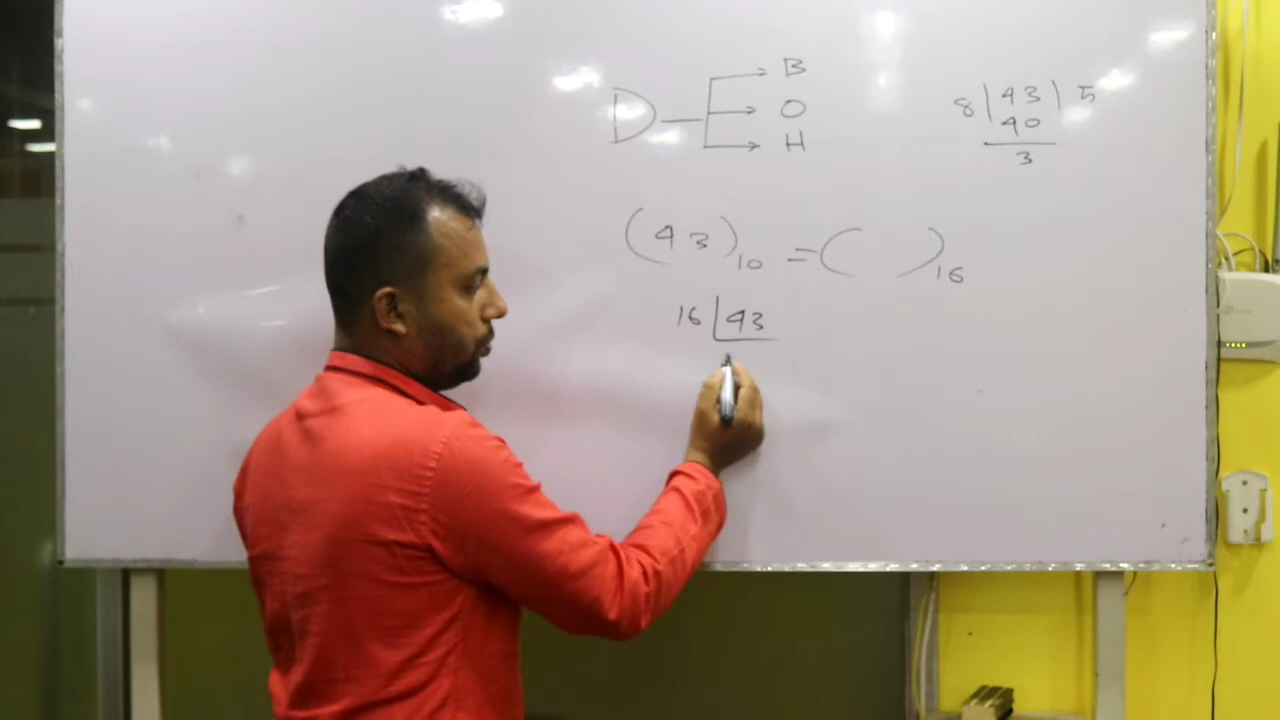 D → B
→ O
→ H
8 | 43 | 5
40
3
(43)10 = ( )16
16 | 43